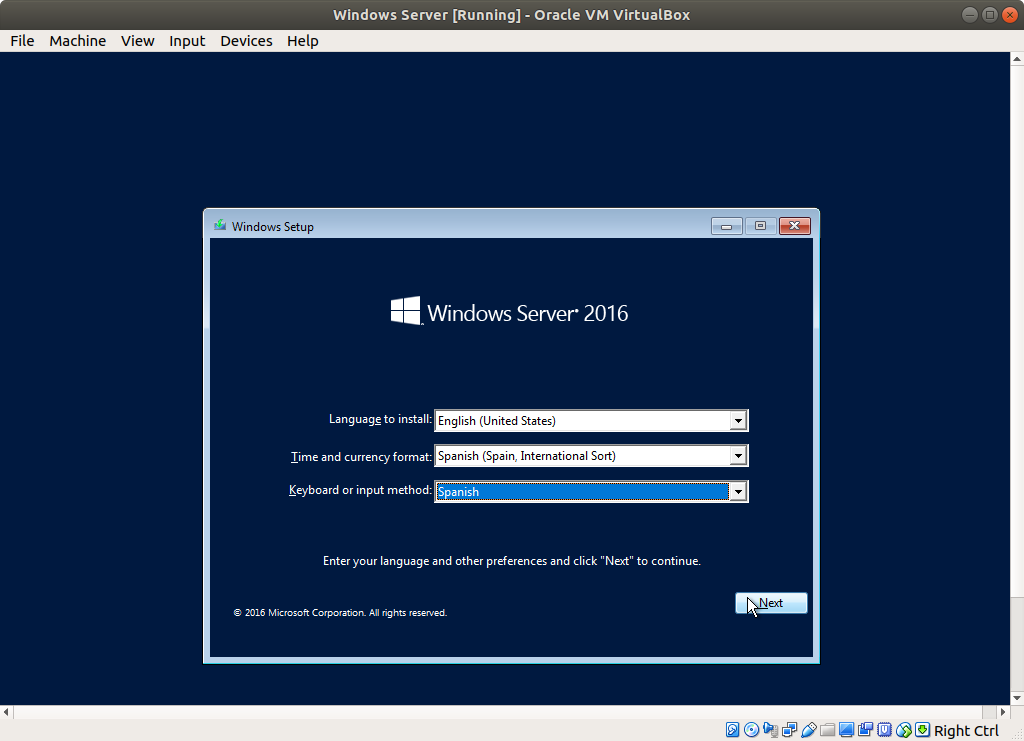 Windows Server [Running] - Oracle VM VirtualBox
File Machine View Input Devices Help
Windows Setup
Windows Server 2016
Language to install: English (United States)
Time and currency format: Spanish (Spain, International Sort)
Keyboard or input method: Spanish
Enter your language and other preferences and click "Next" to continue.
Next
© 2016 Microsoft Corporation. All rights reserved.
Right Ctrl